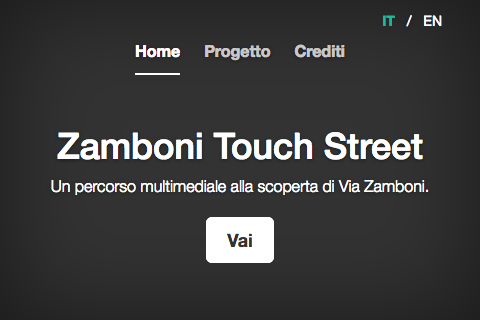 IT / EN
Home Progetto Crediti
Zamboni Touch Street
Un percorso multimediale alla scoperta di Via Zamboni.
Vai